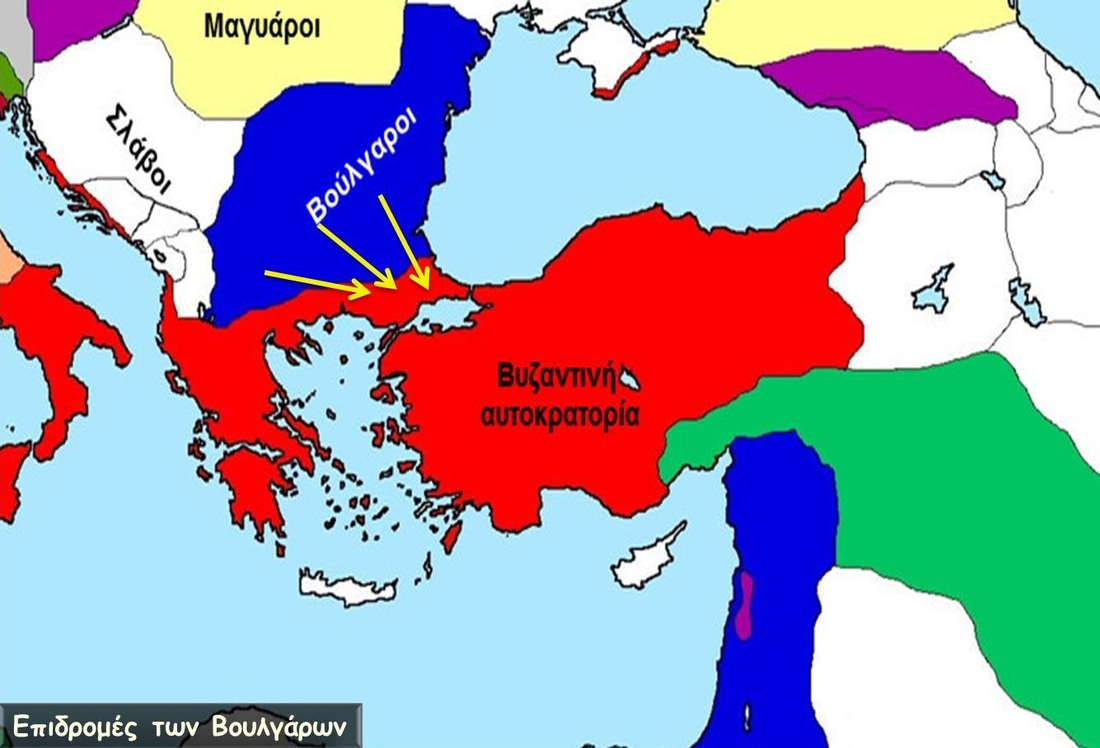 Μαγυάροι
Σλάβοι
Βούλγαροι
Βυζαντινή
αυτοκρατορία
Επιδρομές των Βουλγάρων